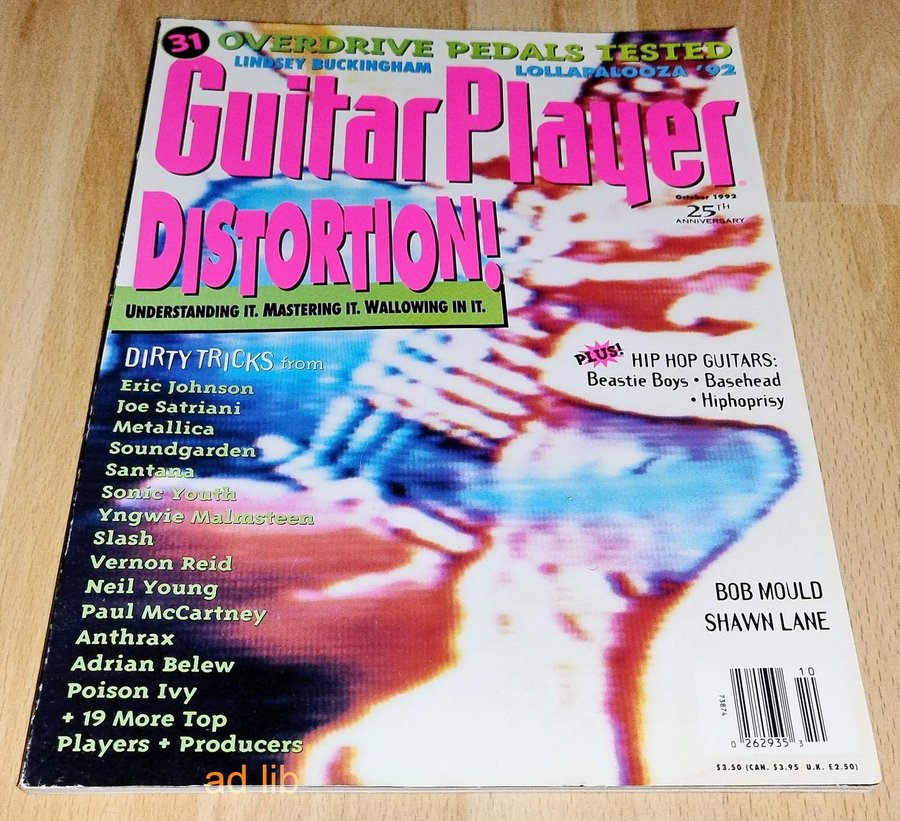 31 OVERDRIVE PEDALS TESTED
LINDSEY BUCKINGHAM LOLLAPALOOZA '92
Guitar Player®
October 1992
25TH
ANNIVERSARY
DISTORTION!
UNDERSTANDING IT. MASTERING IT. WALLOWING IN IT.
DIRTY TRICKS from
Eric Johnson
Joe Satriani
Metallica
Soundgarden
Santana
Sonic Youth
Yngwie Malmsteen
Slash
Vernon Reid
Neil Young
Paul McCartney
Anthrax
Adrian Belew
Poison Ivy
+ 19 More Top
Players + Producers
PLUS! HIP HOP GUITARS:
Beastie Boys • Basehead
• Hiphoprisy
BOB MOULD
SHAWN LANE
10
73874
0 262935 3
$3.50 (CAN. $3.95 U.K. £2.50)
ad lib